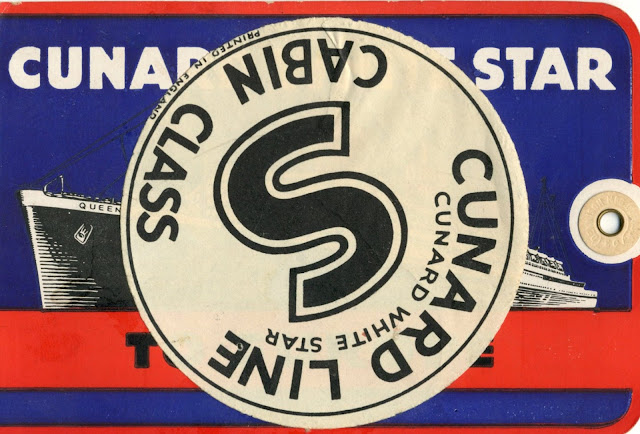 CUNAR E STAR
QUEEN
CUNARD LINE
CUNARD WHITE STAR
S
CABIN CLASS
PRINTED IN ENGLAND